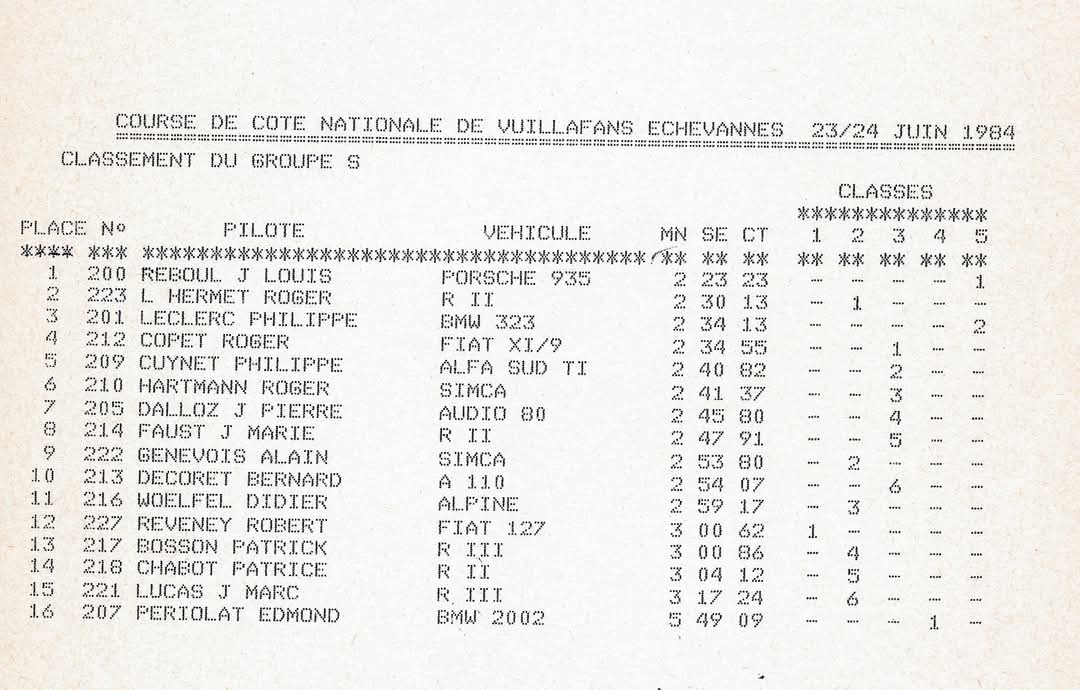 COURSE DE COTE NATIONALE DE VUILLAFANS ECHEVANNES 23/24 JUIN 1984
CLASSEMENT DU GROUPE S
CLASSES
**************
PLACE Nº PILOTE VEHICULE MN SE CT 1 2 3 4 5
**** *** ************************************* ** ** ** ** ** ** ** **
1 200 REBOUL J LOUIS PORSCHE 935 2 23 23 - - - - 1
2 223 L HERMET ROGER R II 2 30 13 - 1 - - -
3 201 LECLERC PHILIPPE BMW 323 2 34 13 - - - - 2
4 212 COPET ROGER FIAT XI/9 2 34 55 - - 1 - -
5 209 CUYNET PHILIPPE ALFA SUD TI 2 40 82 - - 2 - -
6 210 HARTMANN ROGER SIMCA 2 41 37 - - 3 - -
7 205 DALLOZ J PIERRE AUDIO 80 2 45 80 - - 4 - -
8 214 FAUST J MARIE R II 2 47 91 - - 5 - -
9 222 GENEVOIS ALAIN SIMCA 2 53 80 - 2 - - -
10 213 DECORET BERNARD A 110 2 54 07 - - 6 - -
11 216 WOELFEL DIDIER ALPINE 2 59 17 - 3 - - -
12 227 REVENEY ROBERT FIAT 127 3 00 62 1 - - - -
13 217 BOSSON PATRICK R III 3 00 86 - 4 - - -
14 218 CHABOT PATRICE R II 3 04 12 - 5 - - -
15 221 LUCAS J MARC R III 3 17 24 - 6 - - -
16 207 PERIOLAT EDMOND BMW 2002 5 49 09 - - - 1 -